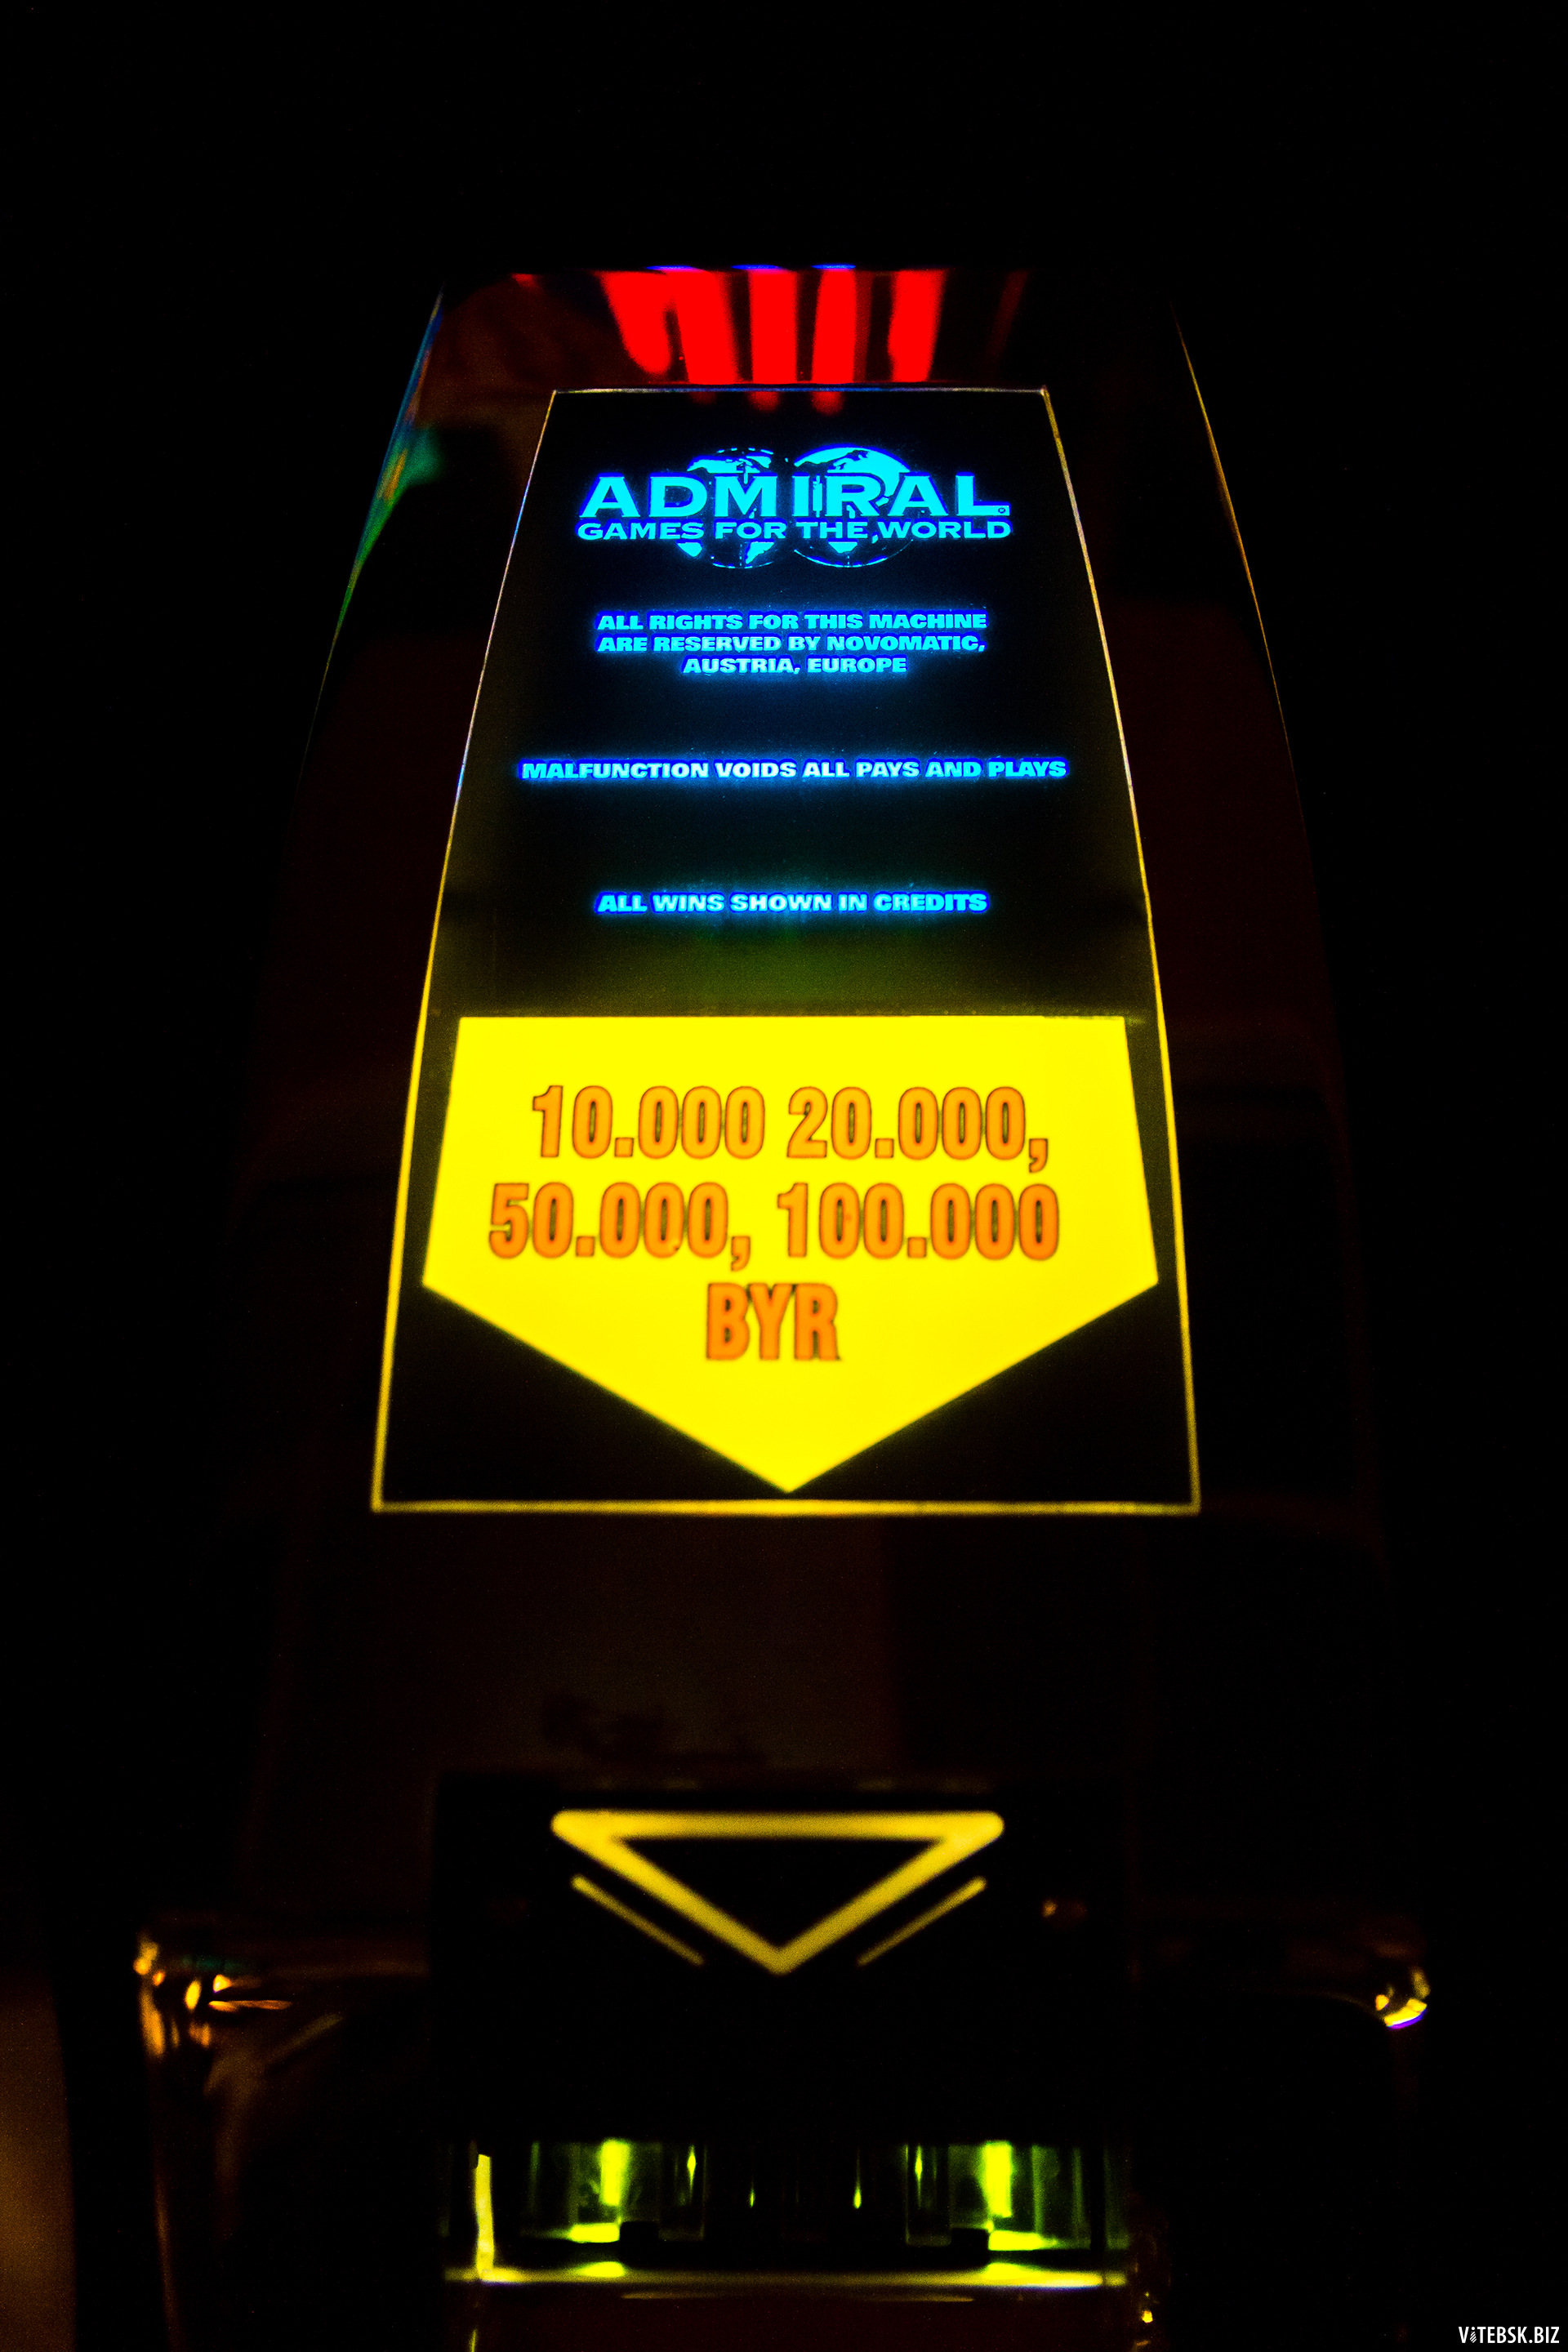 ADMIRAL
GAMES FOR THE WORLD
ALL RIGHTS FOR THIS MACHINE
ARE RESERVED BY NOVOMATIC,
AUSTRIA, EUROPE
MALFUNCTION VOIDS ALL PAYS AND PLAYS
ALL WINS SHOWN IN CREDITS
10.000 20.000,
50.000, 100.000
BYR
ViTEBSK.BIZ